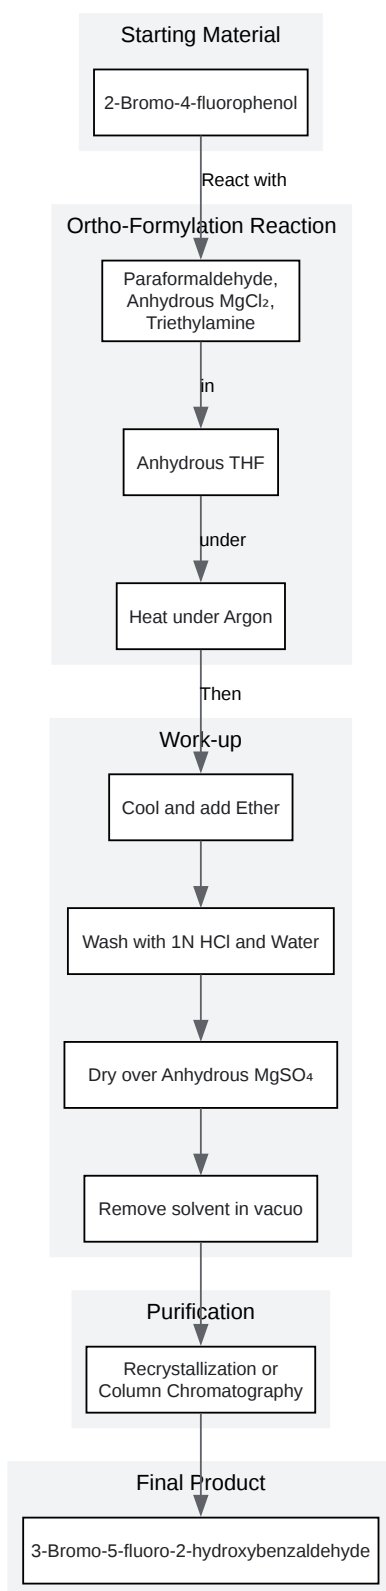 Starting Material
2-Bromo-4-fluorophenol
React with
Ortho-Formylation Reaction
Paraformaldehyde,
Anhydrous MgCl₂,
Triethylamine
in
Anhydrous THF
under
Heat under Argon
Then
Work-up
Cool and add Ether
Wash with 1N HCl and Water
Dry over Anhydrous MgSO₄
Remove solvent in vacuo
Purification
Recrystallization or
Column Chromatography
Final Product
3-Bromo-5-fluoro-2-hydroxybenzaldehyde